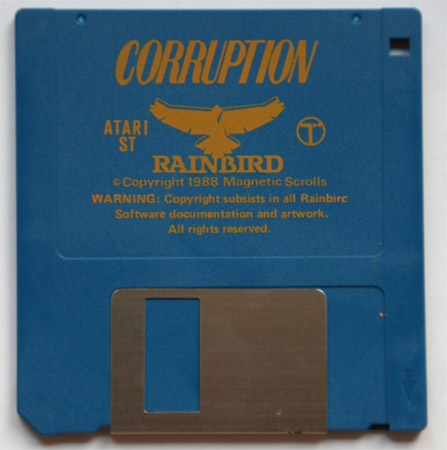 CORRUPTION
ATARI
ST
RAINBIRD
©Copyright 1988 Magnetic Scrolls
WARNING: Copyright subsists in all Rainbirc
Software documentation and artwork.
All rights reserved.